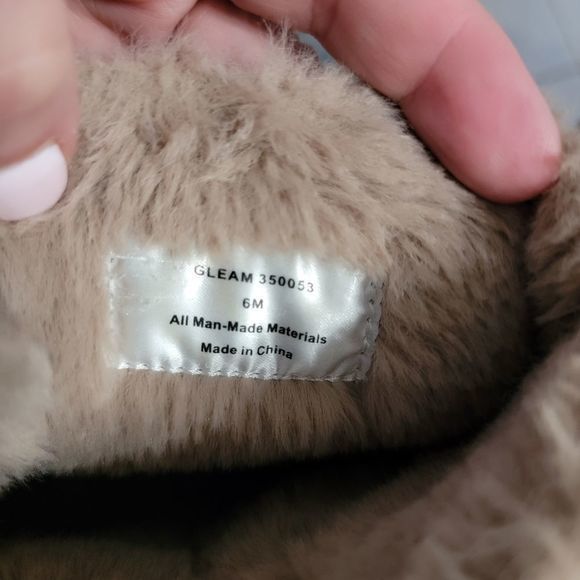 GLEAM 350053
6M
All Man-Made Materials
Made in China